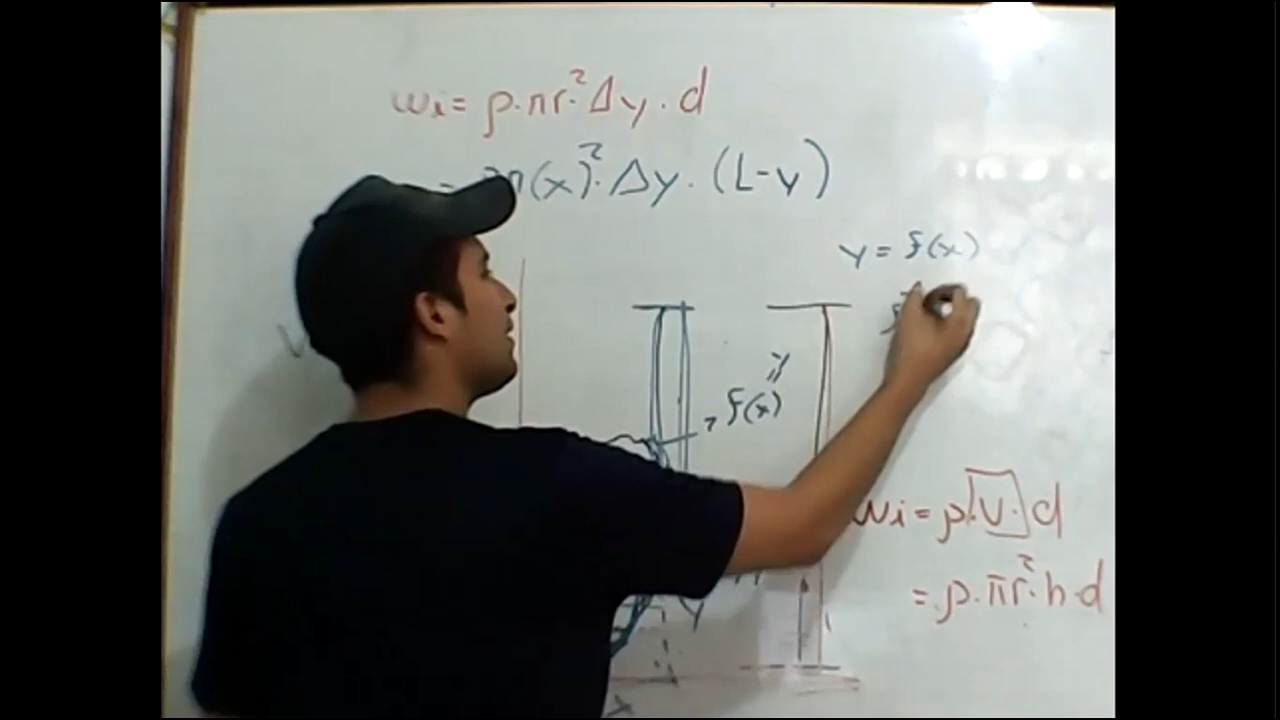 wi = ρ.πr².Δy.d
π(x)².Δy.(L-y)
y = f(x)
y
f(x)
wi = ρ.V.d
= ρ.πr².h.d